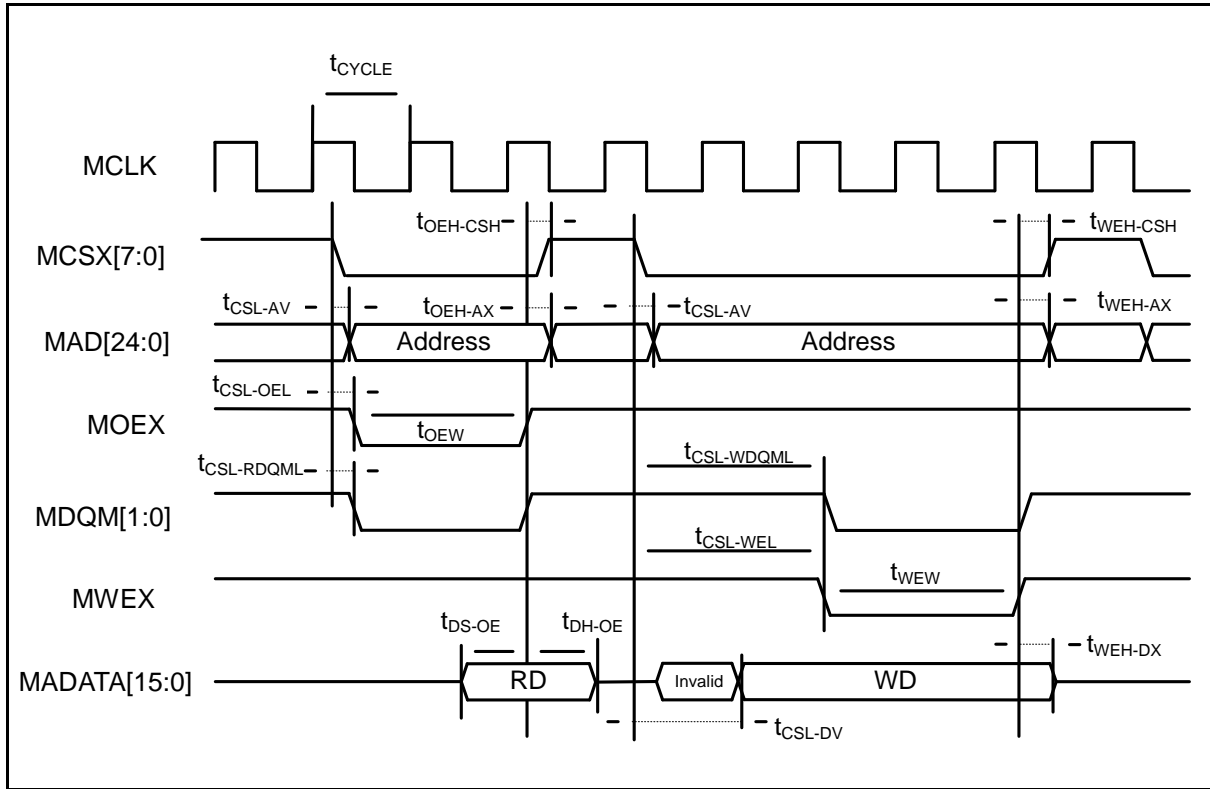 tCYCLE
MCLK
tOEH-CSH
tWEH-CSH
MCSX[7:0]
tCSL-AV
tOEH-AX
tCSL-AV
tWEH-AX
MAD[24:0]
Address
Address
tCSL-OEL
MOEX
tOEW
tCSL-RDQML
tCSL-WDQML
MDQM[1:0]
tCSL-WEL
tWEW
MWEX
tDS-OE
tDH-OE
tWEH-DX
MADATA[15:0]
RD
Invalid
WD
tCSL-DV